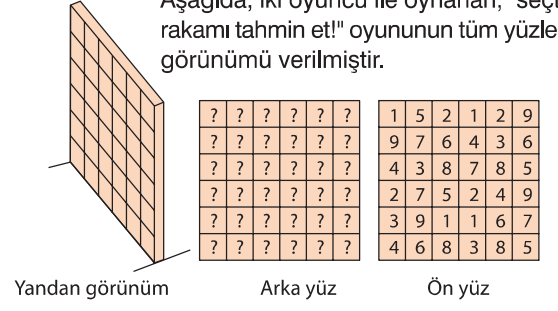 Aşağıda, iki oyuncu ile oynanan, "seçt
rakamı tahmin et!" oyununun tüm yüzle
görünümü verilmiştir.
? ? ? ? ? ?
? ? ? ? ? ?
? ? ? ? ? ?
? ? ? ? ? ?
? ? ? ? ? ?
? ? ? ? ? ?
1 5 2 1 2 9
9 7 6 4 3 6
4 3 8 7 8 5
2 7 5 2 4 9
3 9 1 1 6 7
4 6 8 3 8 5
Yandan görünüm
Arka yüz
Ön yüz